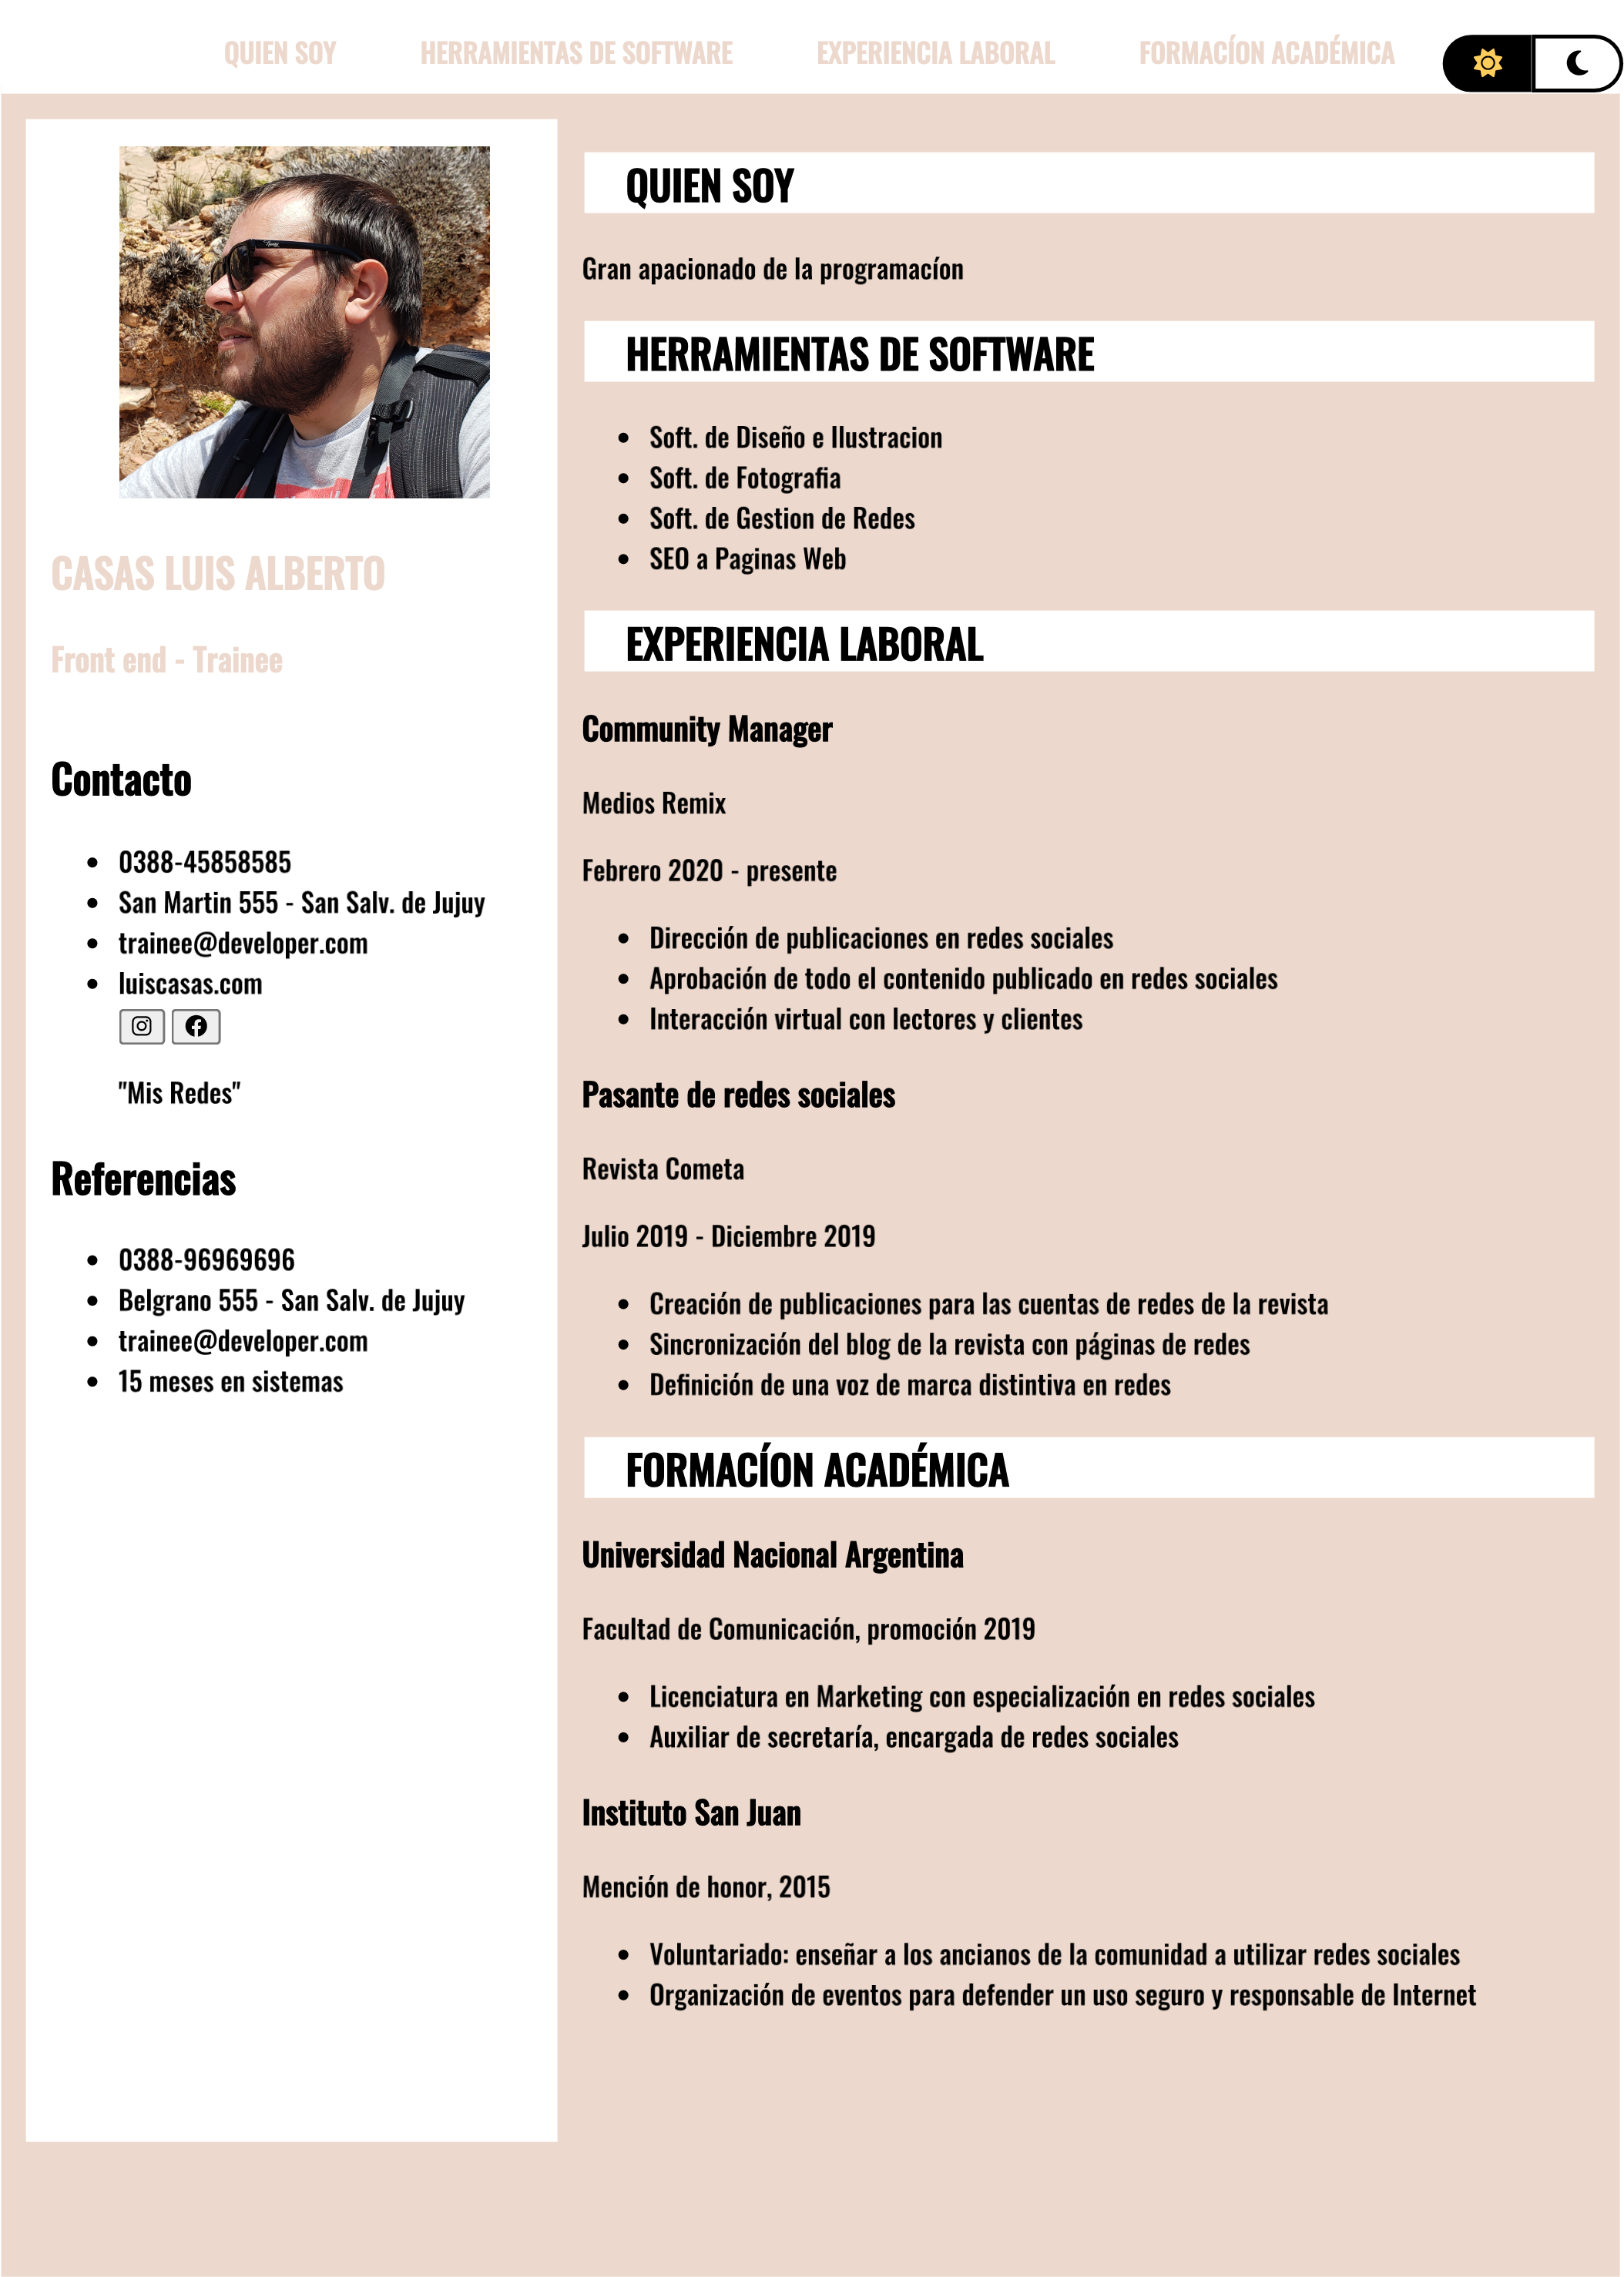 QUIEN SOY HERRAMIENTAS DE SOFTWARE EXPERIENCIA LABORAL FORMACÍON ACADÉMICA
CASAS LUIS ALBERTO
Front end - Trainee
Contacto
0388-45858585
San Martin 555 - San Salv. de Jujuy
trainee@developer.com
luiscasas.com
"Mis Redes"
Referencias
0388-96969696
Belgrano 555 - San Salv. de Jujuy
trainee@developer.com
15 meses en sistemas
QUIEN SOY
Gran apacionado de la programacíon
HERRAMIENTAS DE SOFTWARE
Soft. de Diseño e Ilustracion
Soft. de Fotografia
Soft. de Gestion de Redes
SEO a Paginas Web
EXPERIENCIA LABORAL
Community Manager
Medios Remix
Febrero 2020 - presente
Dirección de publicaciones en redes sociales
Aprobación de todo el contenido publicado en redes sociales
Interacción virtual con lectores y clientes
Pasante de redes sociales
Revista Cometa
Julio 2019 - Diciembre 2019
Creación de publicaciones para las cuentas de redes de la revista
Sincronización del blog de la revista con páginas de redes
Definición de una voz de marca distintiva en redes
FORMACÍON ACADÉMICA
Universidad Nacional Argentina
Facultad de Comunicación, promoción 2019
Licenciatura en Marketing con especialización en redes sociales
Auxiliar de secretaría, encargada de redes sociales
Instituto San Juan
Mención de honor, 2015
Voluntariado: enseñar a los ancianos de la comunidad a utilizar redes sociales
Organización de eventos para defender un uso seguro y responsable de Internet